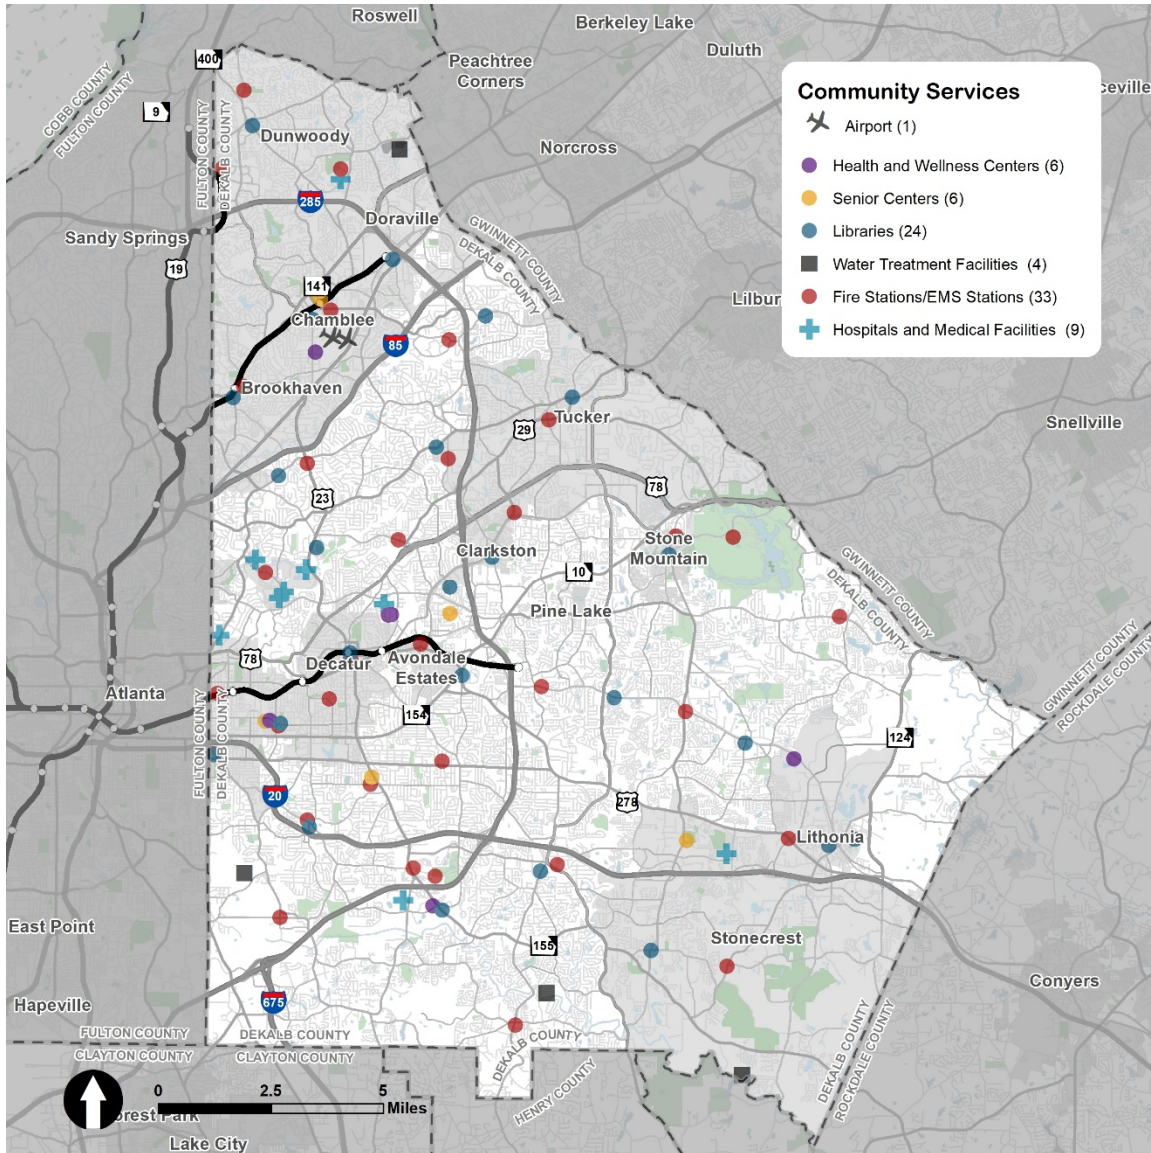 Roswell
Berkeley Lake
Duluth
400
Peachtree
Corners
Community Services
Airport (1)
Health and Wellness Centers (6)
Senior Centers (6)
Libraries (24)
Water Treatment Facilities (4)
Fire Stations/EMS Stations (33)
Hospitals and Medical Facilities (9)
ceville
9
COBB COUNTY
FULTON COUNTY
FULTON COUNTY
DEKALB COUNTY
Dunwoody
Norcross
285
Doraville
GWINNETT COUNTY
DEKALB COUNTY
Sandy Springs
19
141
Lilbur
Chamblee
85
Brookhaven
Tucker
29
Snellville
78
23
Clarkston
Stone
Mountain
10
GWINNETT COUNTY
DEKALB COUNTY
Pine Lake
78
Decatur
Avondale
Estates
GWINNETT COUNTY
ROCKDALE COUNTY
Atlanta
154
124
FULTON COUNTY
DEKALB COUNTY
20
278
Lithonia
East Point
155
Stonecrest
Conyers
Hapeville
675
FULTON COUNTY
DEKALB COUNTY
CLAYTON COUNTY
CLAYTON COUNTY
DEKALB COUNTY
HENRY COUNTY
DEKALB COUNTY
ROCKDALE COUNTY
0 2.5 5
Miles
orest Park
Lake City